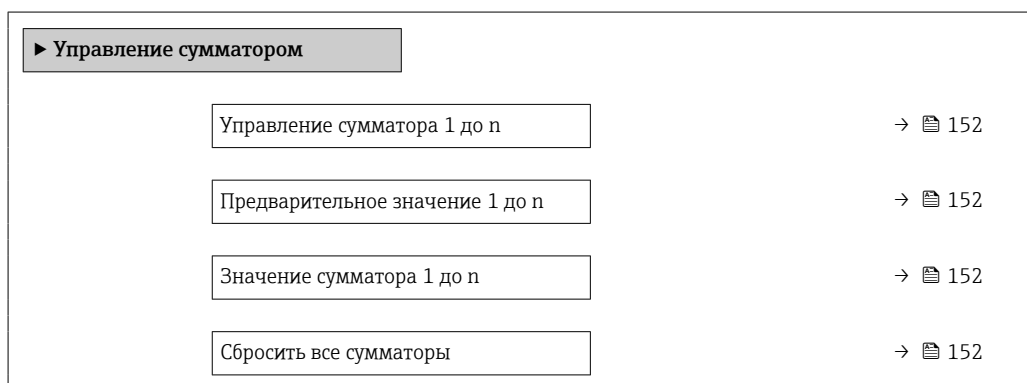 ▶ Управление сумматором
Управление сумматора 1 до n → 152
Предварительное значение 1 до n → 152
Значение сумматора 1 до n → 152
Сбросить все сумматоры → 152